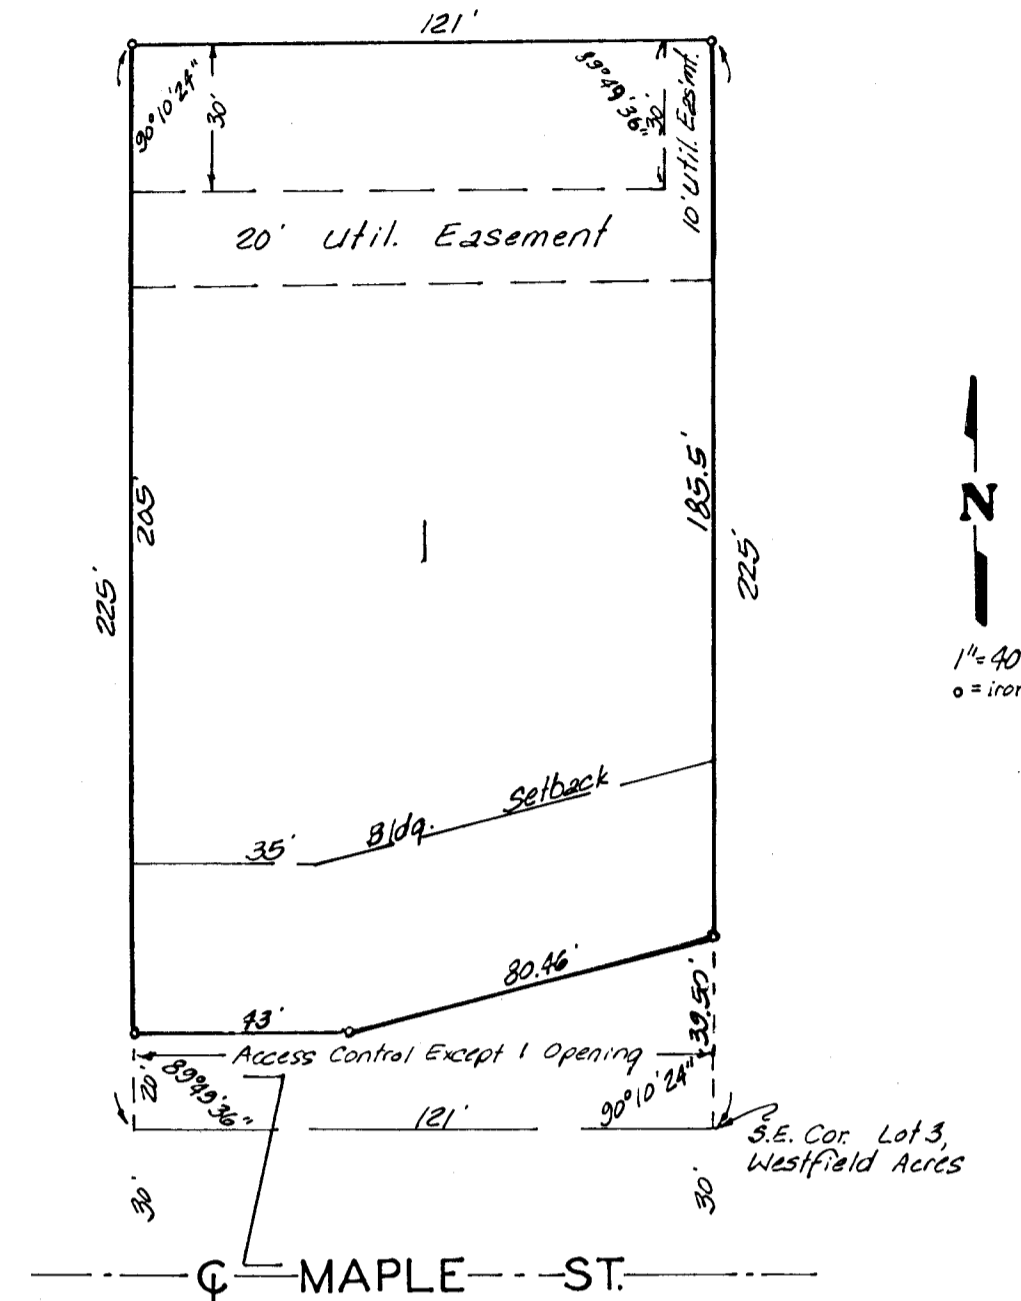 121'
90°10'24"
30'
89°49'36"
30'
10' Util. Eas'mt.
20' Util. Easement
205'
185.5'
225'
225'
N
1"=40
o = iron
1
Setback
Bldg.
35'
80.46'
43'
39.50'
Access Control Except 1 Opening
20'
89°49'36"
90°10'24"
121'
S.E. Cor. Lot 3,
Westfield Acres
30'
30'
℄ MAPLE ST.